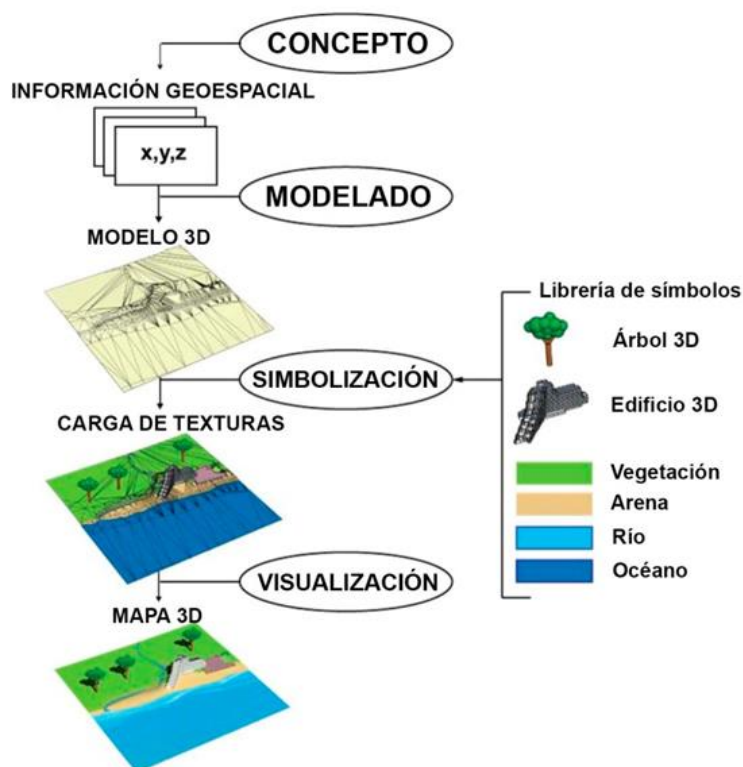 CONCEPTO
INFORMACIÓN GEOESPACIAL
x,y,z
MODELADO
MODELO 3D
Librería de símbolos
Árbol 3D
SIMBOLIZACIÓN
Edificio 3D
CARGA DE TEXTURAS
Vegetación
Arena
Río
Océano
VISUALIZACIÓN
MAPA 3D